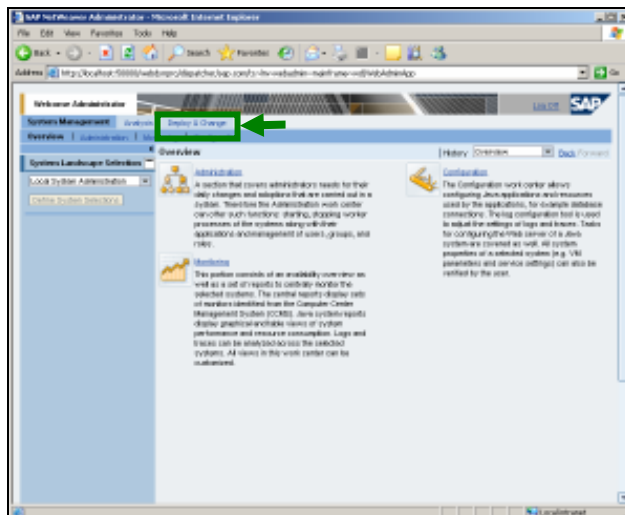 SAP NetWeaver Administrator - Microsoft Internet Explorer
File Edit View Favorites Tools Help
Back Search Favorites
Address Go
Welcome Administrator Log Off SAP
System Management Analysis Deploy & Change
Overview Administration
System Landscape Selection
Local System Administration
Define System Selections
Overview
History Overview Back Forward
Administration
A section that covers administrators needs for their
daily changes and adaptions that are carried out in a
system. Therefore the Administration work center
can offer such functions: starting, stopping worker
processes of the systems along with their
applications and management of users, groups, and
roles.
Monitoring
This portion consists of an availability overview as
well as a set of reports to centrally monitor the
selected systems. The central reports display sets
of monitors identified from the Computer Center
Management System (CCMS). Java system reports
display graphical and table views of system
performance and resource consumption. Logs and
traces can be analyzed across the selected
systems. All views in this work center can be
customized.
Configuration
The Configuration work center allows
configuring Java applications and resources
used by the applications, for example database
connections. The log configuration tool is used
to adjust the settings of logs and traces. Tasks
for configuring the Web server of a Java
system are covered as well. All system
properties of a selected system (e.g. VM
parameters and service settings) can also be
verified by the user.
Local intranet